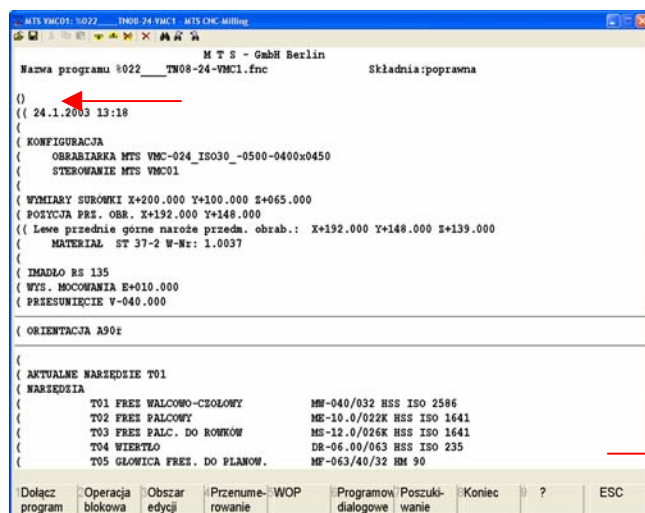 MTS VMC01: %022____TN08-24-VMC1 - MTS CNC-Milling
M T S - GmbH Berlin
Nazwa programu %022____TN08-24-VMC1.fnc Składnia:poprawna
()
(( 24.1.2003 13:18
(
( KONFIGURACJA
( OBRABIARKA MTS VMC-024_ISO30_-0500-0400x0450
( STEROWANIE MTS VMC01
(
( WYMIARY SURÓWKI X+200.000 Y+100.000 Z+065.000
( POZYCJA PRZ. OBR. X+192.000 Y+148.000
(( Lewe przednie górne naroże przedm. obrab.: X+192.000 Y+148.000 Z+139.000
( MATERIAŁ ST 37-2 W-Nr: 1.0037
(
( IMADŁO RS 135
( WYS. MOCOWANIA E+010.000
( PRZESUNIĘCIE V-040.000
( ORIENTACJA A90ż
(
( AKTUALNE NARZĘDZIE T01
( NARZĘDZIA
( T01 FREZ WALCOWO-CZOŁOWY MW-040/032 HSS ISO 2586
( T02 FREZ PALCOWY ME-10.0/022K HSS ISO 1641
( T03 FREZ PALC. DO ROWKÓW MS-12.0/026K HSS ISO 1641
( T04 WIERTŁO DR-06.00/063 HSS ISO 235
( T05 GŁOWICA FREZ. DO PLANOW. MF-063/40/32 HM 90
1 Dołącz program
2 Operacja blokowa
3 Obszar edycji
4 Przenume-rowanie
5 WOP
6 Programow dialogowe
7 Poszuki-wanie
8 Koniec
9 ?
ESC